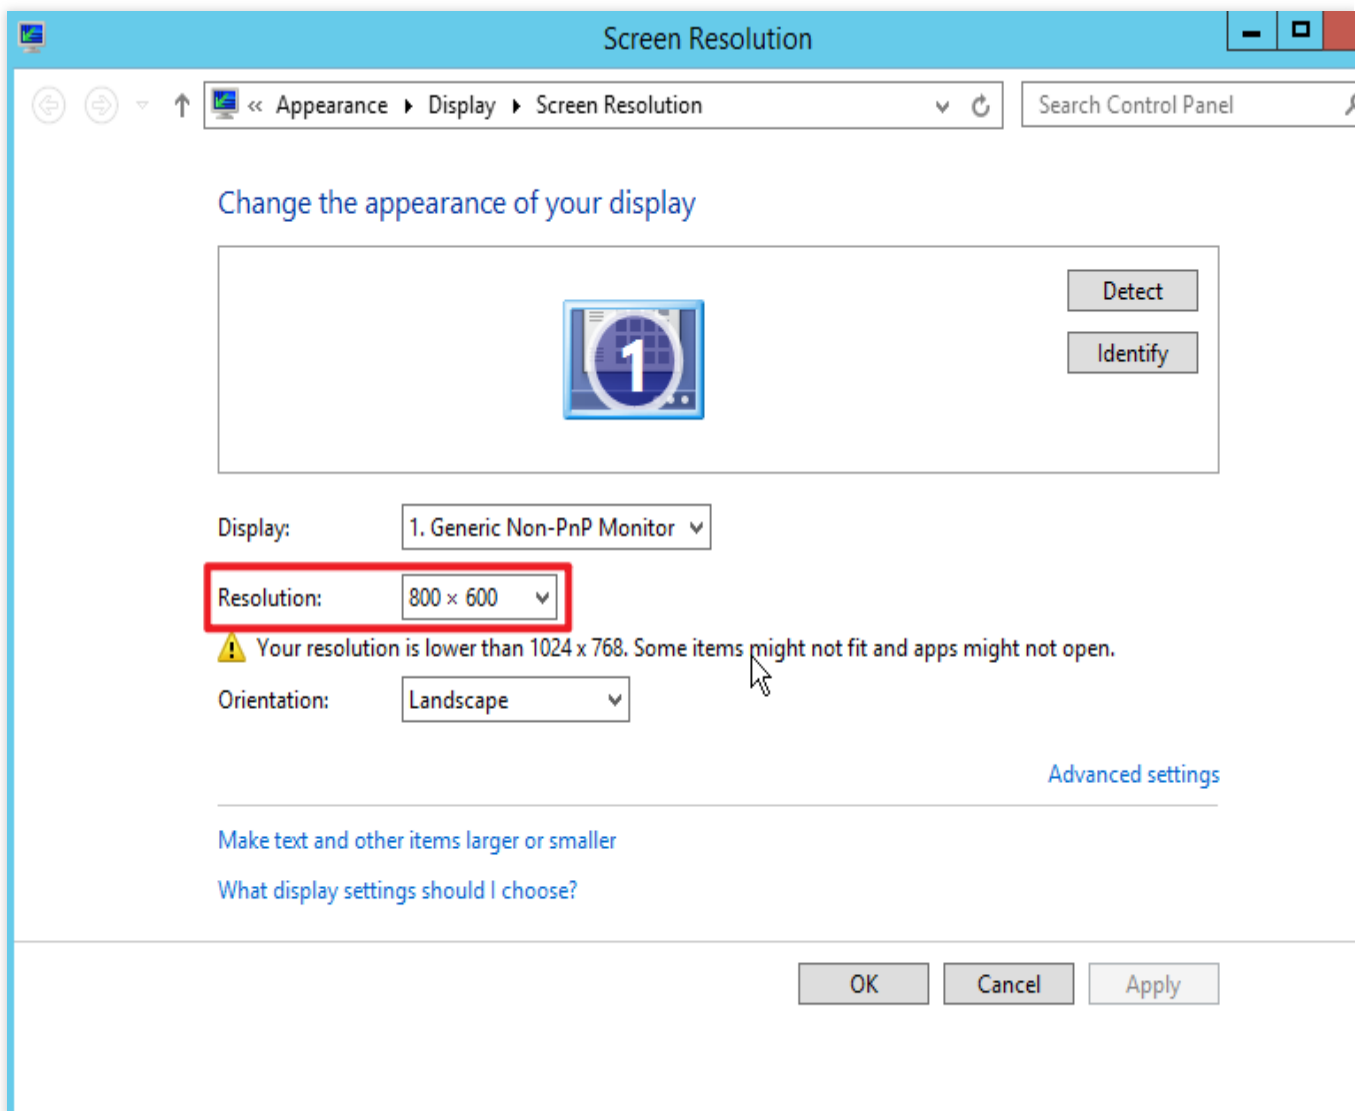 Screen Resolution
« Appearance ▸ Display ▸ Screen Resolution
Search Control Panel
Change the appearance of your display
1
Detect
Identify
Display: 1. Generic Non-PnP Monitor
Resolution: 800 × 600
Your resolution is lower than 1024 x 768. Some items might not fit and apps might not open.
Orientation: Landscape
Advanced settings
Make text and other items larger or smaller
What display settings should I choose?
OK Cancel Apply